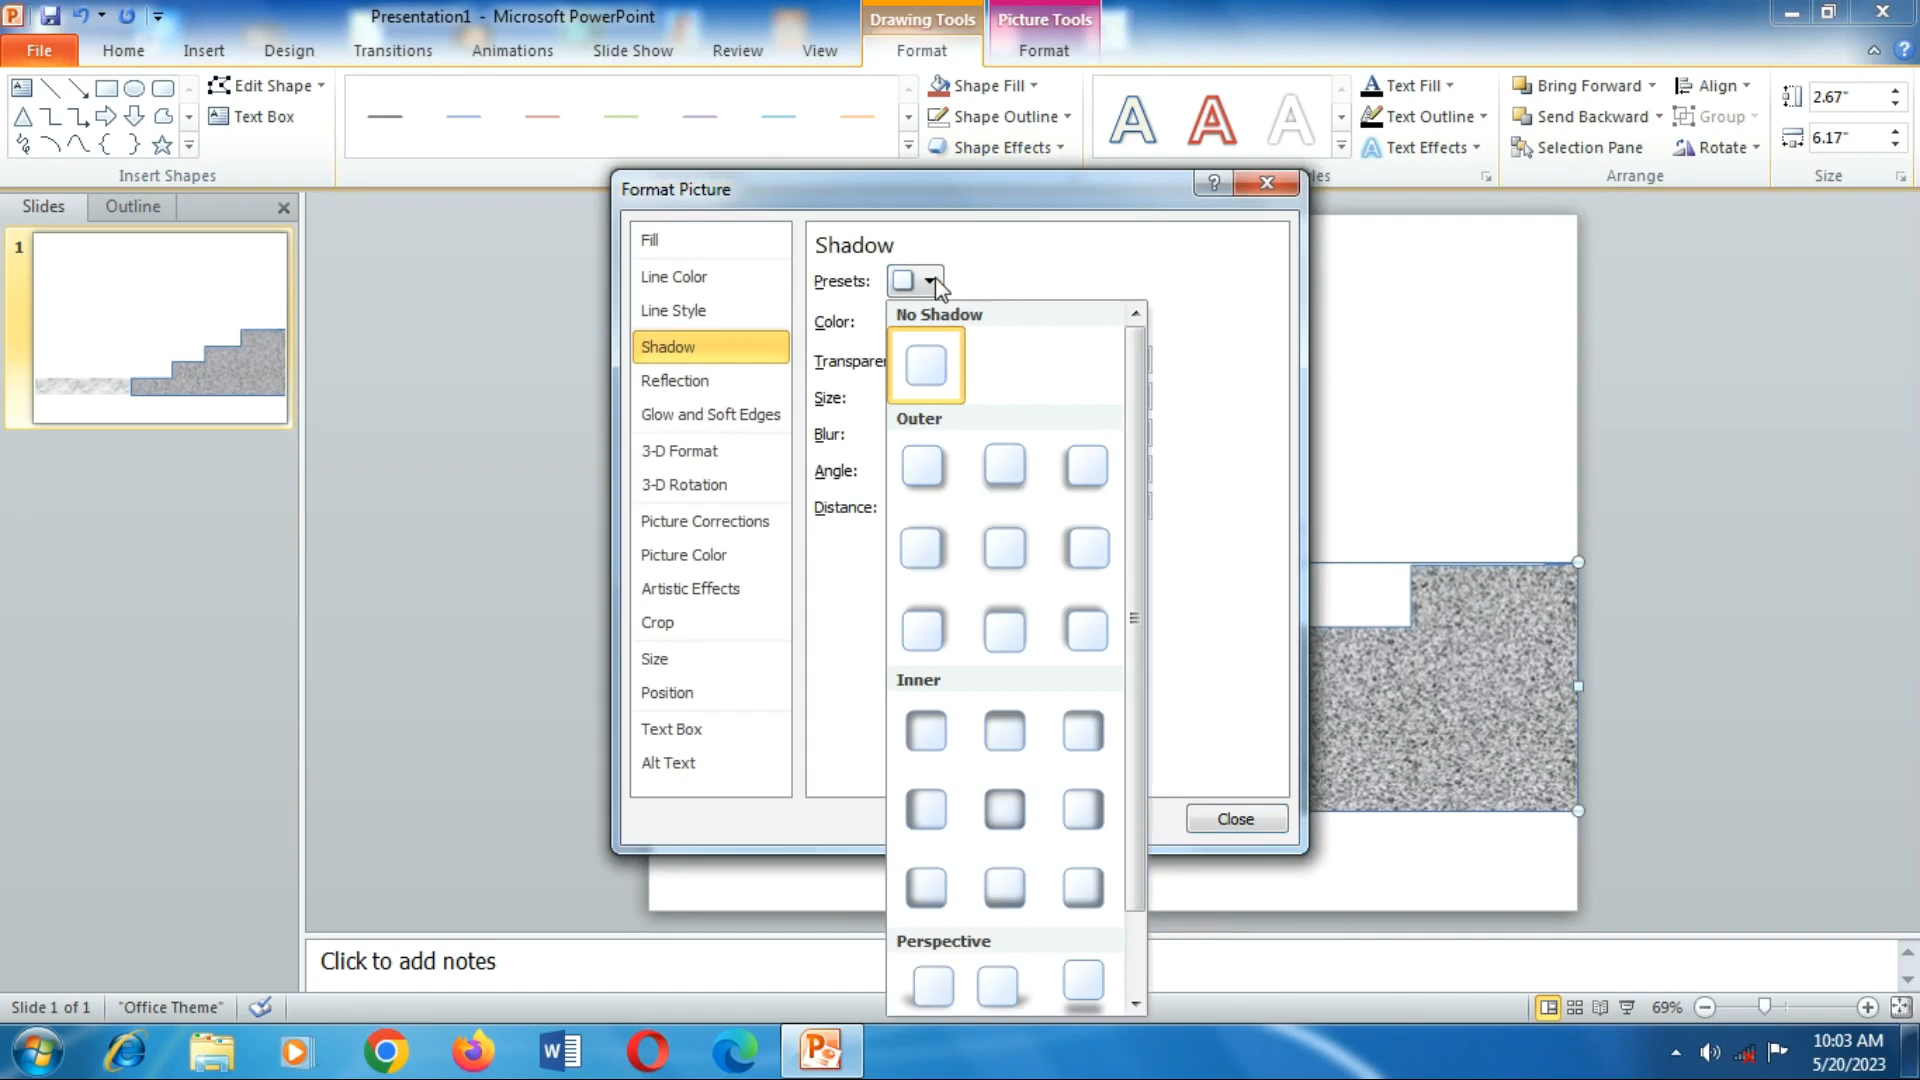 Presentation1 - Microsoft PowerPoint
Drawing Tools
Picture Tools
File
Home
Insert
Design
Transitions
Animations
Slide Show
Review
View
Format
Format
Edit Shape
Text Box
Insert Shapes
Shape Fill
Shape Outline
Shape Effects
Text Fill
Text Outline
Text Effects
Bring Forward
Send Backward
Selection Pane
Align
Group
Rotate
Arrange
2.67"
6.17"
Size
Slides
Outline
1
Format Picture
Fill
Line Color
Line Style
Shadow
Reflection
Glow and Soft Edges
3-D Format
3-D Rotation
Picture Corrections
Picture Color
Artistic Effects
Crop
Size
Position
Text Box
Alt Text
Shadow
Presets:
Color:
Transparen
Size:
Blur:
Angle:
Distance:
No Shadow
Outer
Inner
Perspective
Close
Click to add notes
Slide 1 of 1
"Office Theme"
69%
10:03 AM
5/20/2023